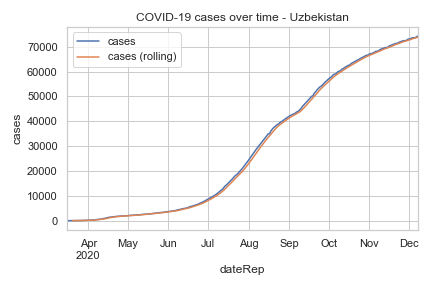 COVID-19 cases over time - Uzbekistan
cases
cases (rolling)
70000
60000
50000
40000
30000
20000
10000
0
cases
Apr May Jun Jul Aug Sep Oct Nov Dec
2020
dateRep